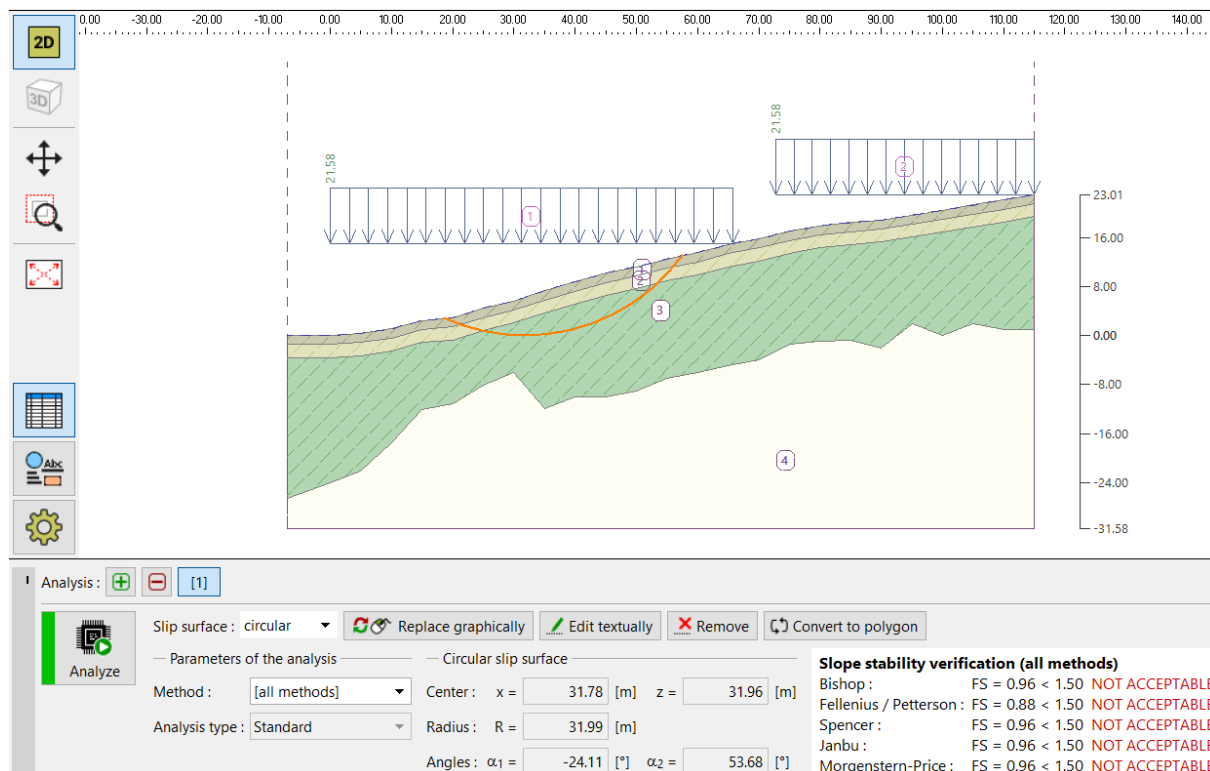 0.00 -30.00 -20.00 -10.00 0.00 10.00 20.00 30.00 40.00 50.00 60.00 70.00 80.00 90.00 100.00 110.00 120.00 130.00 140.00
2D
3D
21.58
2
21.58
1
23.01
16.00
8.00
0.00
-8.00
-16.00
-24.00
-31.58
2
3
4
Abc
Analysis : [1]
Analyze
Slip surface : circular Replace graphically Edit textually Remove Convert to polygon
Parameters of the analysis
Method : [all methods]
Analysis type : Standard
Circular slip surface
Center : x = 31.78 [m] z = 31.96 [m]
Radius : R = 31.99 [m]
Angles : α1 = -24.11 [°] α2 = 53.68 [°]
Slope stability verification (all methods)
Bishop : FS = 0.96 < 1.50 NOT ACCEPTABLE
Fellenius / Petterson : FS = 0.88 < 1.50 NOT ACCEPTABLE
Spencer : FS = 0.96 < 1.50 NOT ACCEPTABLE
Janbu : FS = 0.96 < 1.50 NOT ACCEPTABLE
Morgenstern-Price : FS = 0.96 < 1.50 NOT ACCEPTABLE